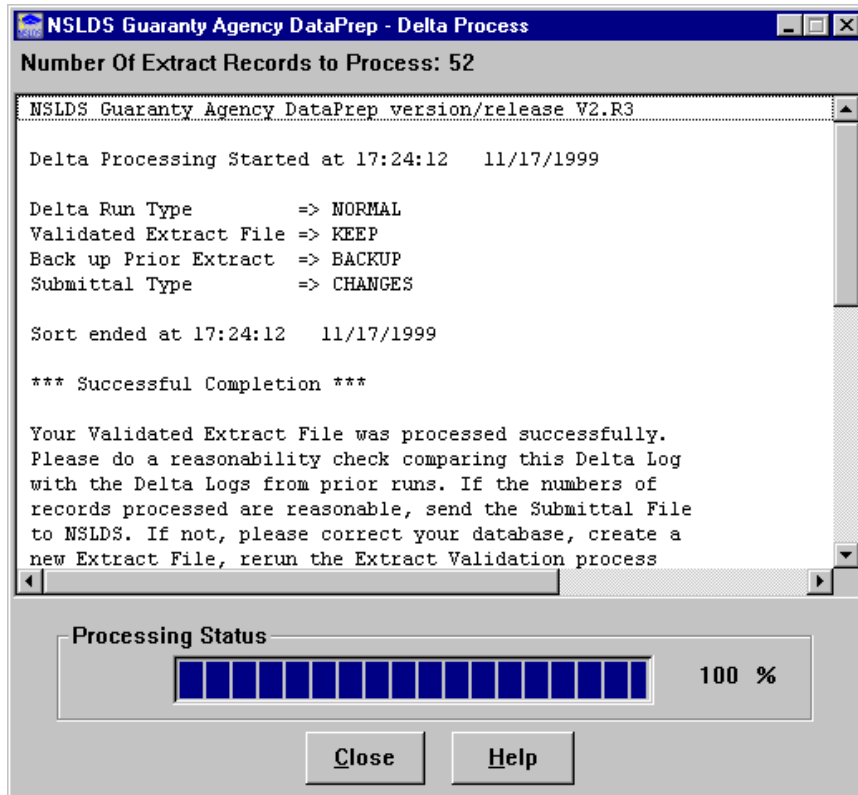 NSLDS Guaranty Agency DataPrep - Delta Process
Number Of Extract Records to Process: 52
NSLDS Guaranty Agency DataPrep version/release V2.R3
Delta Processing Started at 17:24:12   11/17/1999
Delta Run Type         => NORMAL
Validated Extract File => KEEP
Back up Prior Extract  => BACKUP
Submittal Type         => CHANGES
Sort ended at 17:24:12   11/17/1999
*** Successful Completion ***
Your Validated Extract File was processed successfully.
Please do a reasonability check comparing this Delta Log
with the Delta Logs from prior runs. If the numbers of
records processed are reasonable, send the Submittal File
to NSLDS. If not, please correct your database, create a
new Extract File, rerun the Extract Validation process
Processing Status
100 %
Close Help